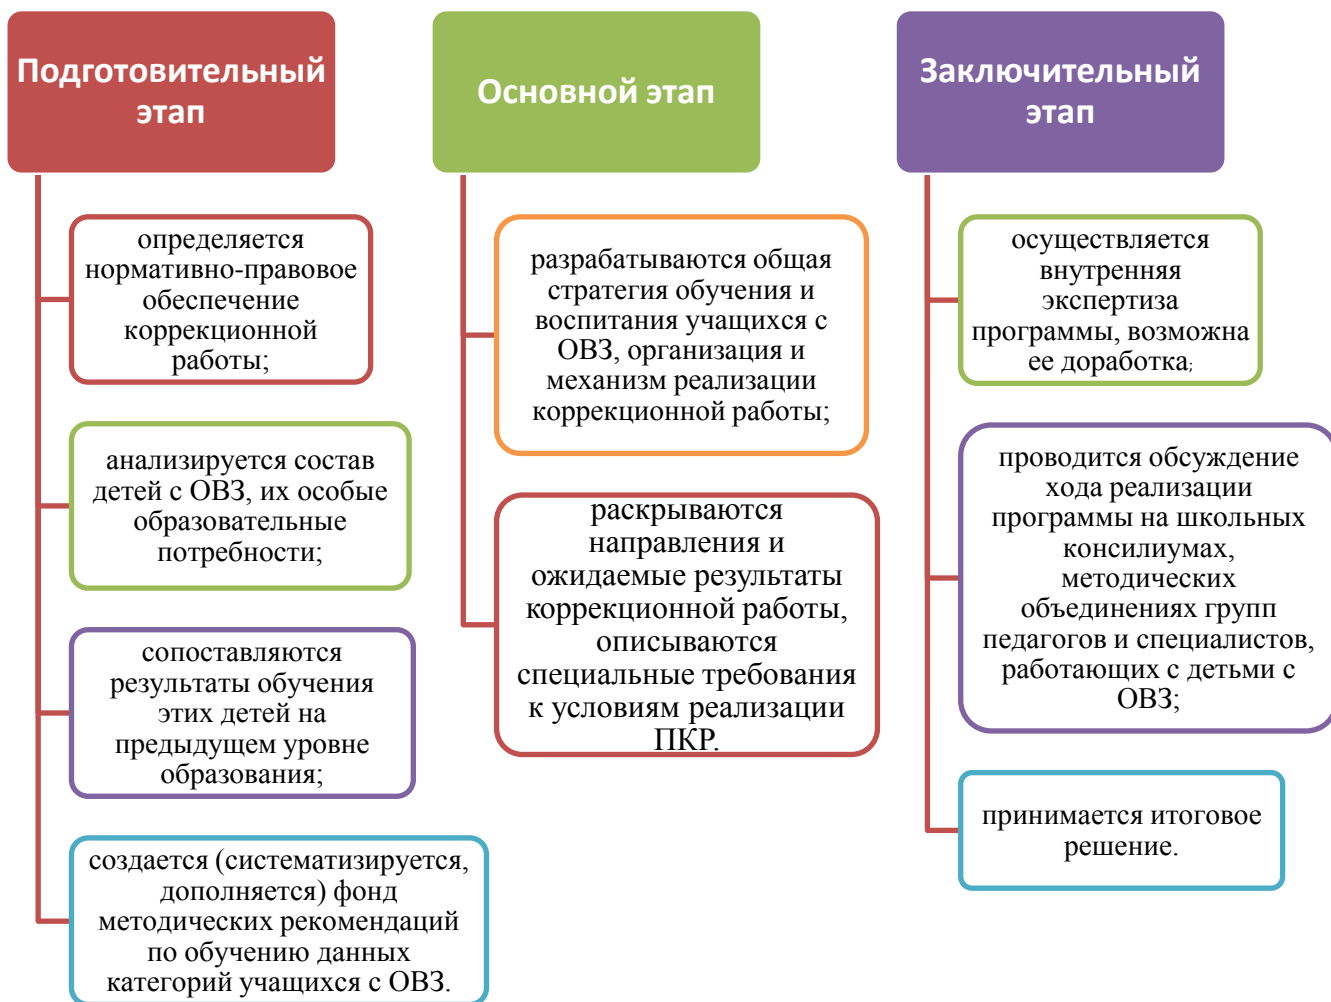 Подготовительный
этап
определяется
нормативно-правовое
обеспечение
коррекционной
работы;
анализируется состав
детей с ОВЗ, их особые
образовательные
потребности;
сопоставляются
результаты обучения
этих детей на
предыдущем уровне
образования;
создается (систематизируется,
дополняется) фонд
методических рекомендаций
по обучению данных
категорий учащихся с ОВЗ.
Основной этап
разрабатываются общая
стратегия обучения и
воспитания учащихся с
ОВЗ, организация и
механизм реализации
коррекционной работы;
раскрываются
направления и
ожидаемые результаты
коррекционной работы,
описываются
специальные требования
к условиям реализации
ПКР.
Заключительный
этап
осуществляется
внутренняя
экспертиза
программы, возможна
ее доработка;
проводится обсуждение
хода реализации
программы на школьных
консилиумах,
методических
объединениях групп
педагогов и специалистов,
работающих с детьми с
ОВЗ;
принимается итоговое
решение.